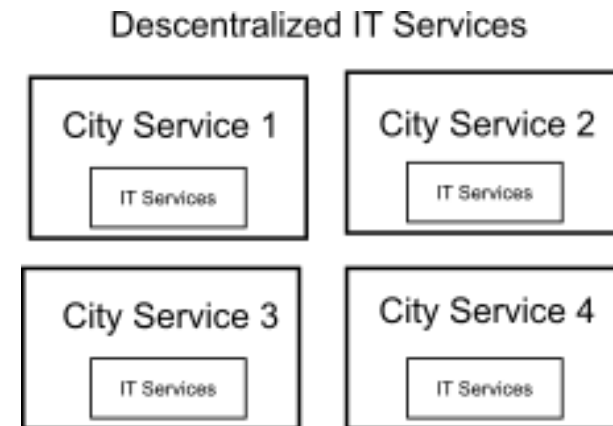 Descentralized IT Services
City Service 1
IT Services
City Service 2
IT Services
City Service 3
IT Services
City Service 4
IT Services